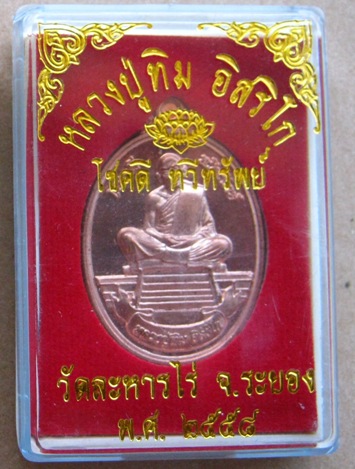 หลวงปู่ทิม อิสริโก
โชคดี ทวีทรัพย์
วัดละหารไร่ จ.ระยอง
พ.ศ. ๒๕๕๘